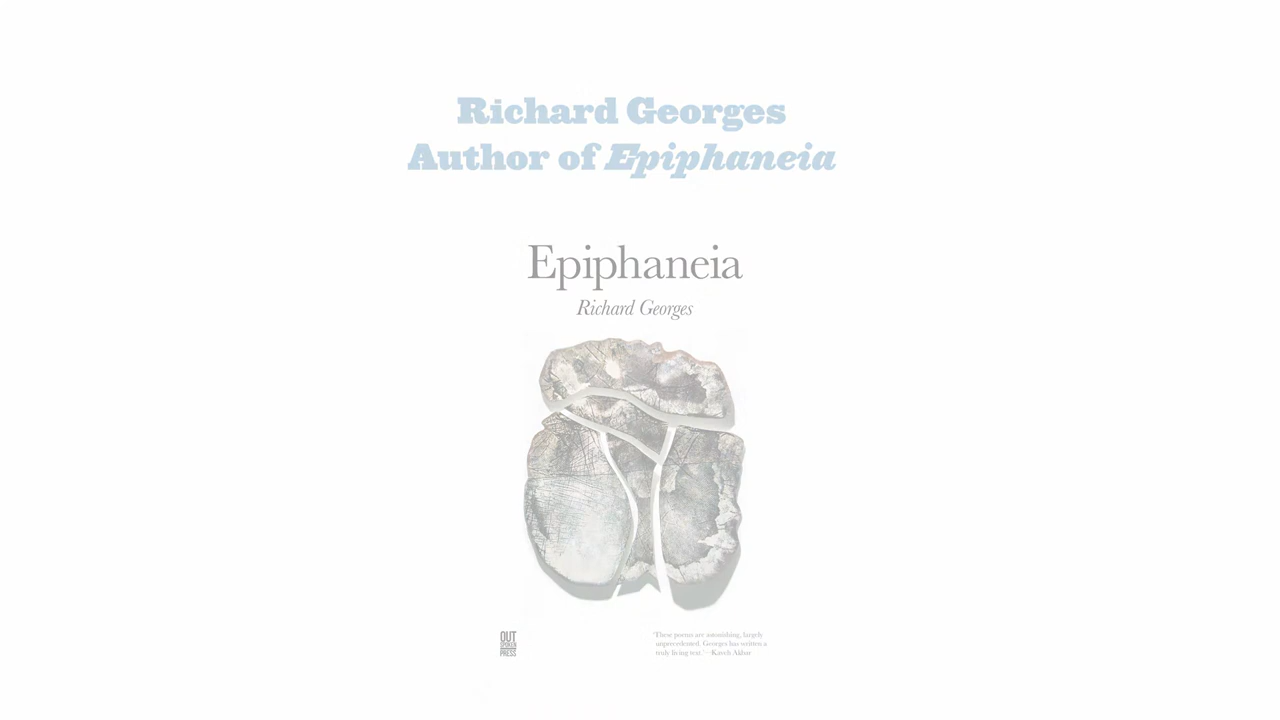 Richard Georges
Author of Epiphaneia
Epiphaneia
Richard Georges
OUT
SPOKEN
PRESS
'These poems are astonishing, largely
unprecedented, Georges has written a
truly living text.'—Kaveh Akbar